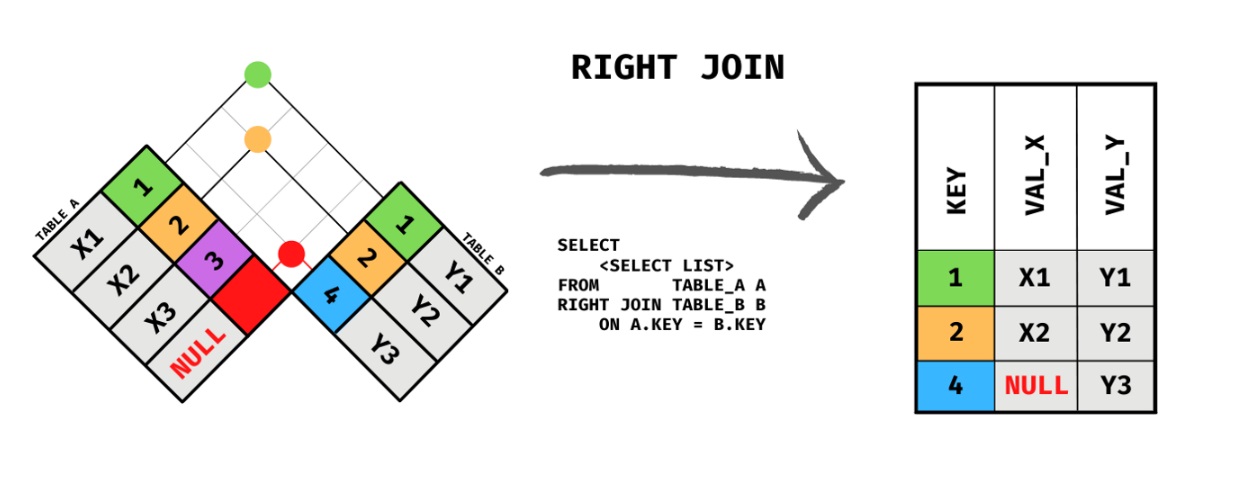 RIGHT JOIN
TABLE A
1
X1
2
X2
3
X3
NULL
TABLE B
1
Y1
2
Y2
4
Y3
SELECT
<SELECT LIST>
FROM TABLE_A A
RIGHT JOIN TABLE_B B
ON A.KEY = B.KEY
KEY VAL_X VAL_Y
1 X1 Y1
2 X2 Y2
4 NULL Y3